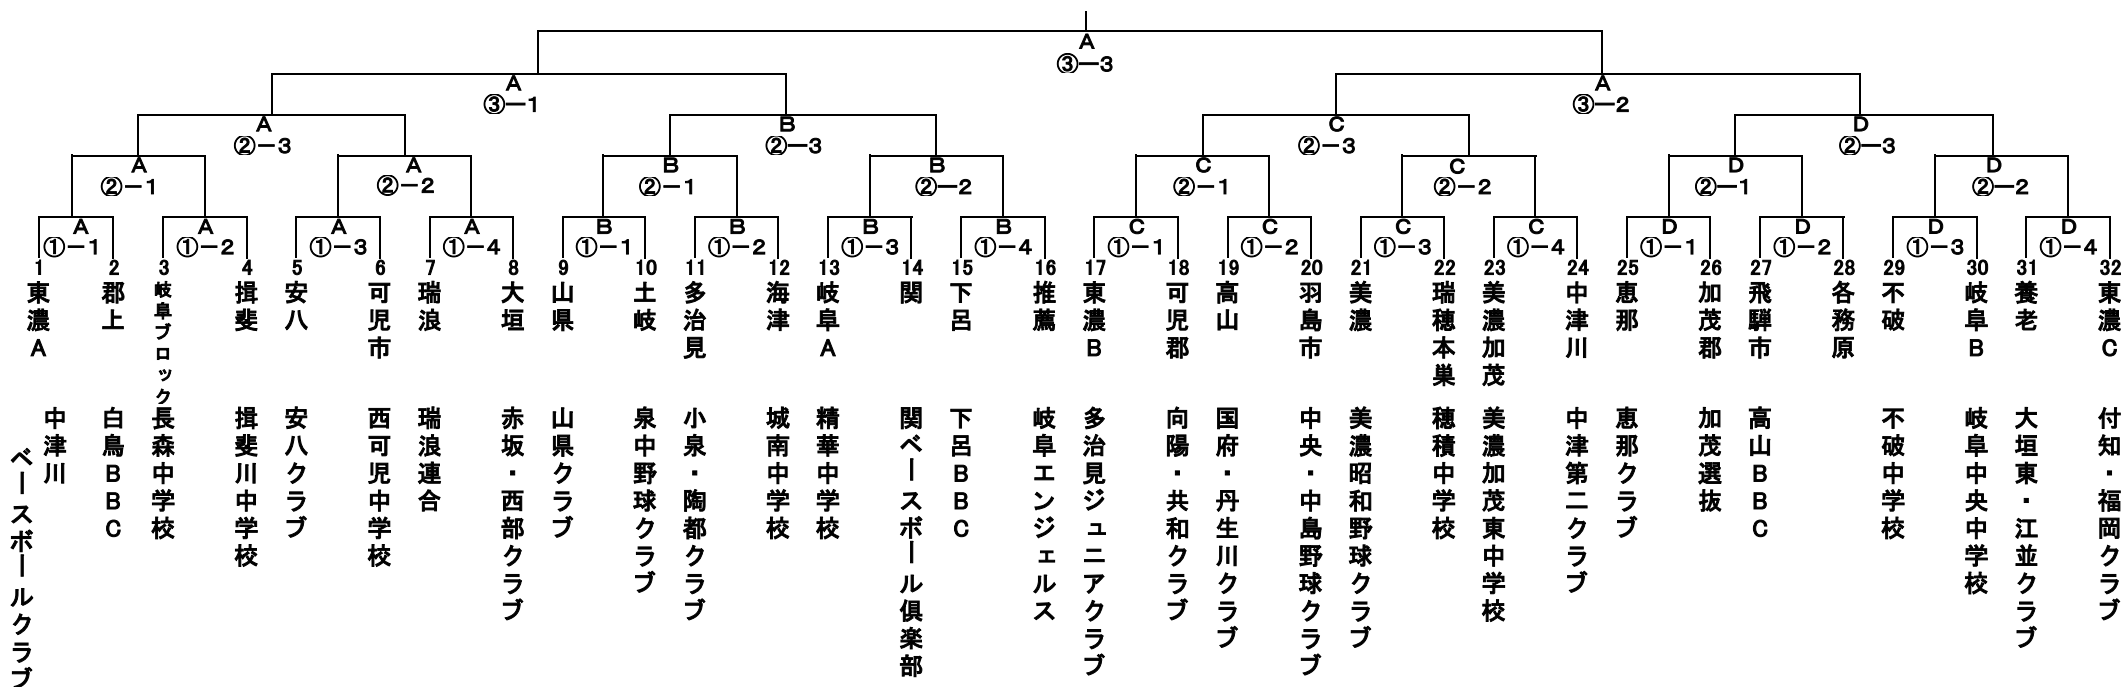 A
③－3
A
③－1
A
③－2
A
②－3
B
②－3
C
②－3
D
②－3
A
②－1
A
②－2
B
②－1
B
②－2
C
②－1
C
②－2
D
②－1
D
②－2
A
①－1
A
①－2
A
①－3
A
①－4
B
①－1
B
①－2
B
①－3
B
①－4
C
①－1
C
①－2
C
①－3
C
①－4
D
①－1
D
①－2
D
①－3
D
①－4
1
東濃A
中津川
ベースボールクラブ
2
郡上
白鳥BBC
3
岐阜ブロック
長森中学校
4
揖斐
揖斐川中学校
5
安八
安八クラブ
6
可児市
西可児中学校
7
瑞浪
瑞浪連合
8
大垣
赤坂・西部クラブ
9
山県
山県クラブ
10
土岐
泉中野球クラブ
11
多治見
小泉・陶都クラブ
12
海津
城南中学校
13
岐阜A
精華中学校
14
関
関ベースボール倶楽部
15
下呂
下呂BBC
16
推薦
岐阜エンジェルス
17
東濃B
多治見ジュニアクラブ
18
可児郡
向陽・共和クラブ
19
高山
国府・丹生川クラブ
20
羽島市
中央・中島野球クラブ
21
美濃
美濃昭和野球クラブ
22
瑞穂本巣
穂積中学校
23
美濃加茂
美濃加茂東中学校
24
中津川
中津第二クラブ
25
恵那
恵那クラブ
26
加茂郡
加茂選抜
27
飛騨市
高山BBC
28
各務原
29
不破
不破中学校
30
岐阜B
岐阜中央中学校
31
養老
大垣東・江並クラブ
32
東濃C
付知・福岡クラブ